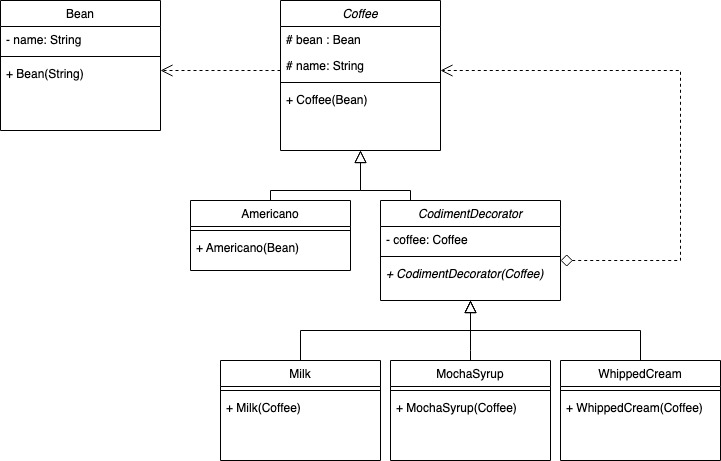 Bean
- name: String
+ Bean(String)
Coffee
# bean : Bean
# name: String
+ Coffee(Bean)
Americano
+ Americano(Bean)
CodimentDecorator
- coffee: Coffee
+ CodimentDecorator(Coffee)
Milk
+ Milk(Coffee)
MochaSyrup
+ MochaSyrup(Coffee)
WhippedCream
+ WhippedCream(Coffee)